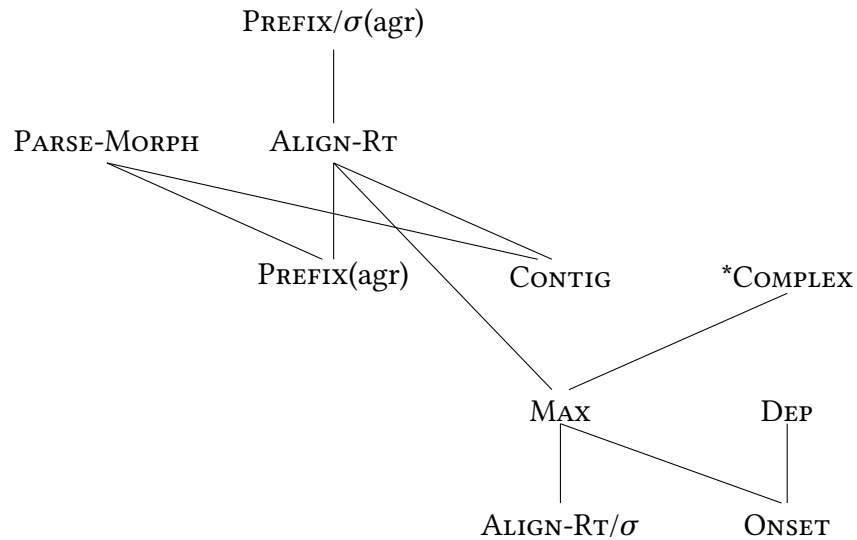 PREFIX/σ(agr)
PARSE-MORPH ALIGN-RT
PREFIX(agr) CONTIG *COMPLEX
MAX DEP
ALIGN-RT/σ ONSET